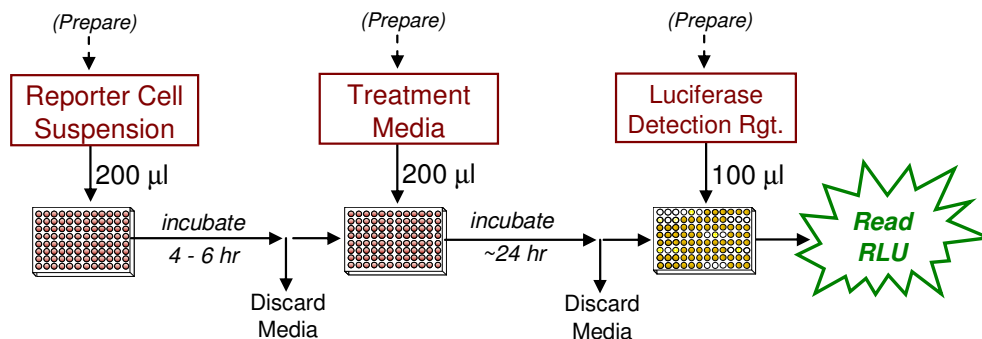 (Prepare)
(Prepare)
(Prepare)
Reporter Cell
Suspension
Treatment
Media
Luciferase
Detection Rgt.
200 µl
200 µl
100 µl
incubate
4 - 6 hr
incubate
~24 hr
Read
RLU
Discard
Media
Discard
Media